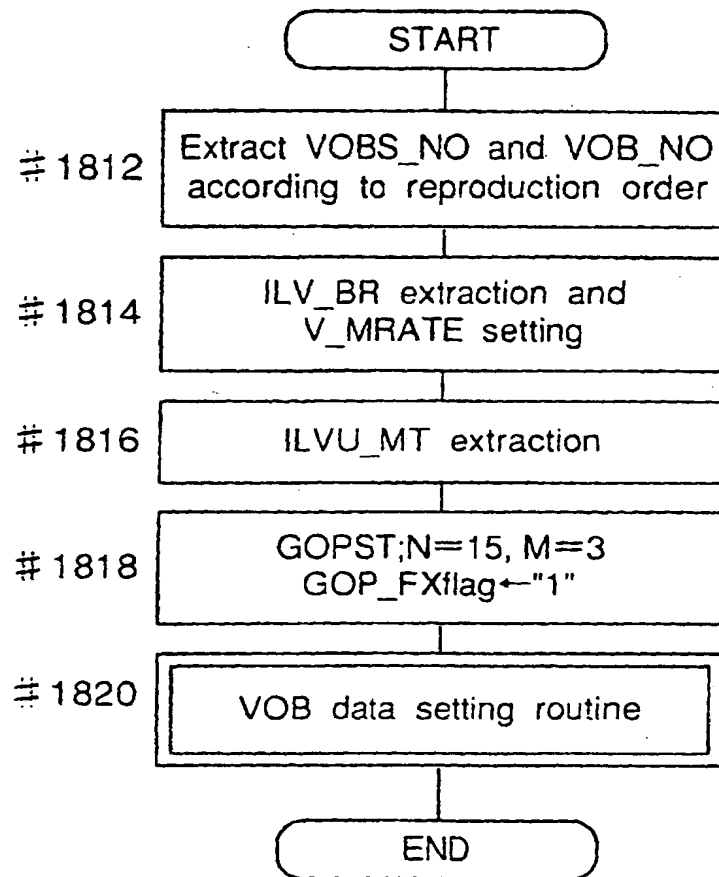 START
#1812
Extract VOBS_NO and VOB_NO
according to reproduction order
#1814
ILV_BR extraction and
V_MRATE setting
#1816
ILVU_MT extraction
#1818
GOPST;N=15, M=3
GOP_FXflag←"1"
#1820
VOB data setting routine
END